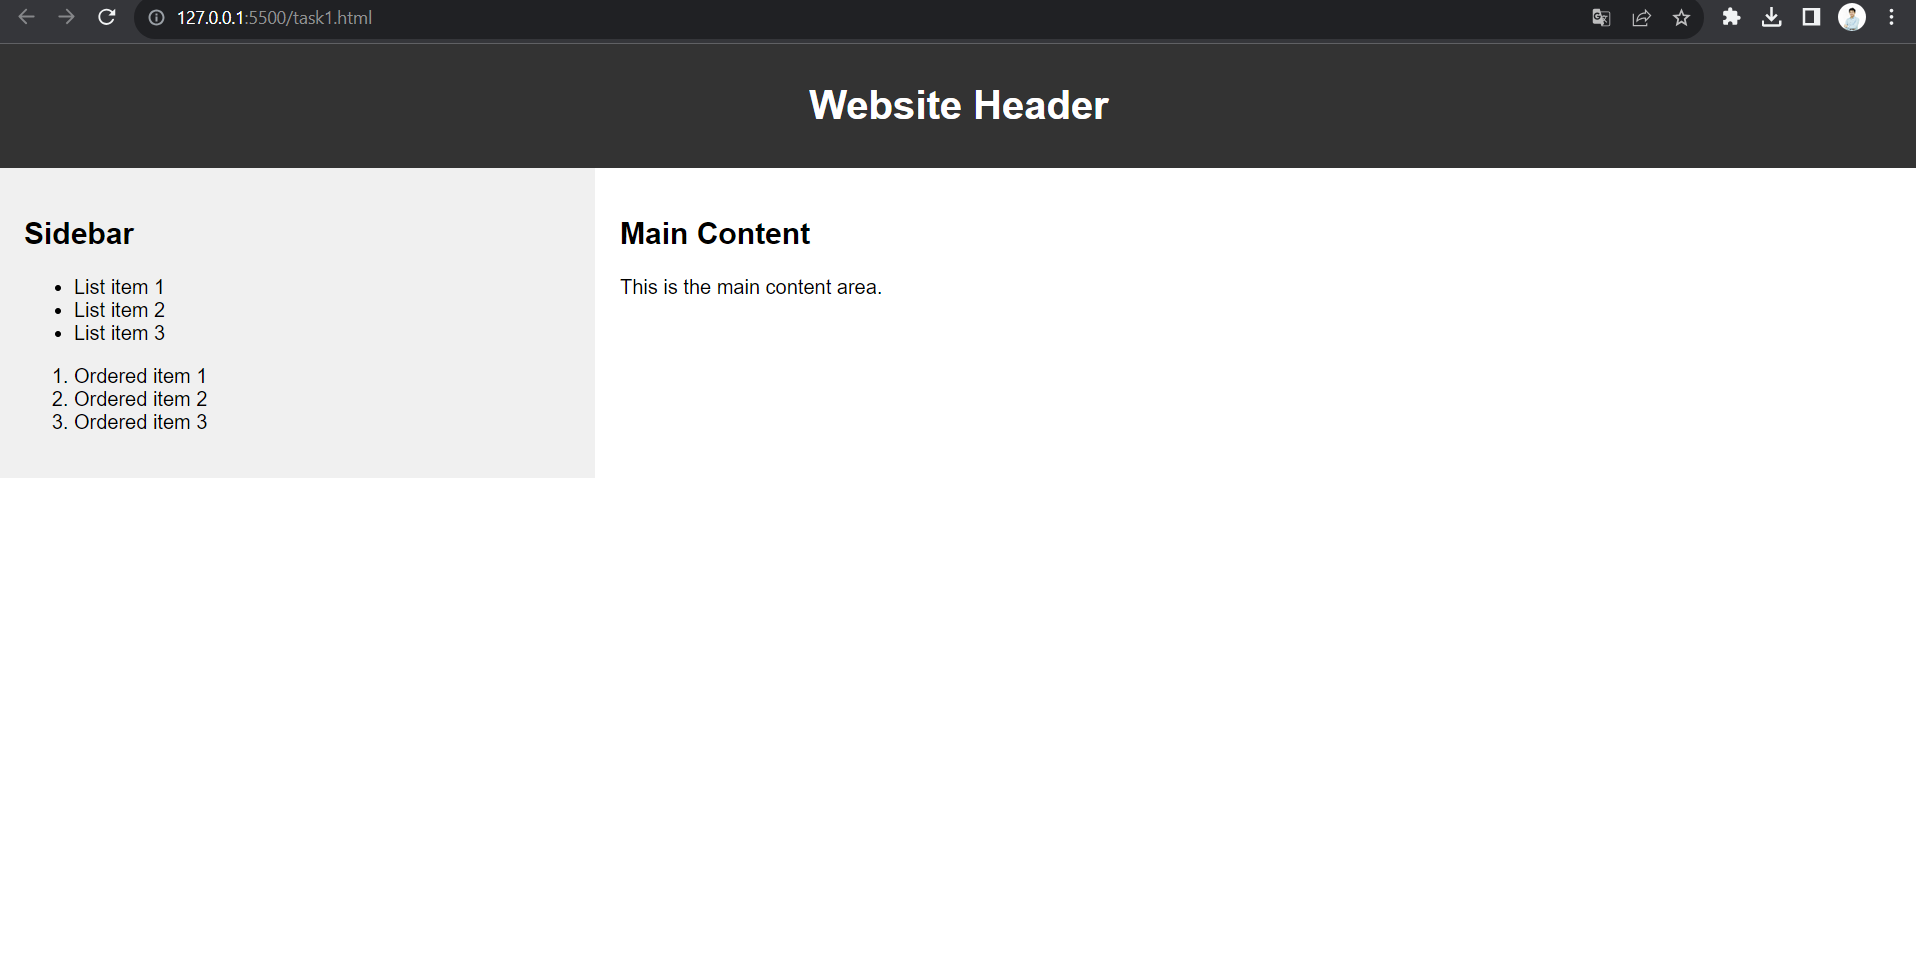 127.0.0.1:5500/task1.html
Website Header
Sidebar
• List item 1
• List item 2
• List item 3
1. Ordered item 1
2. Ordered item 2
3. Ordered item 3
Main Content
This is the main content area.